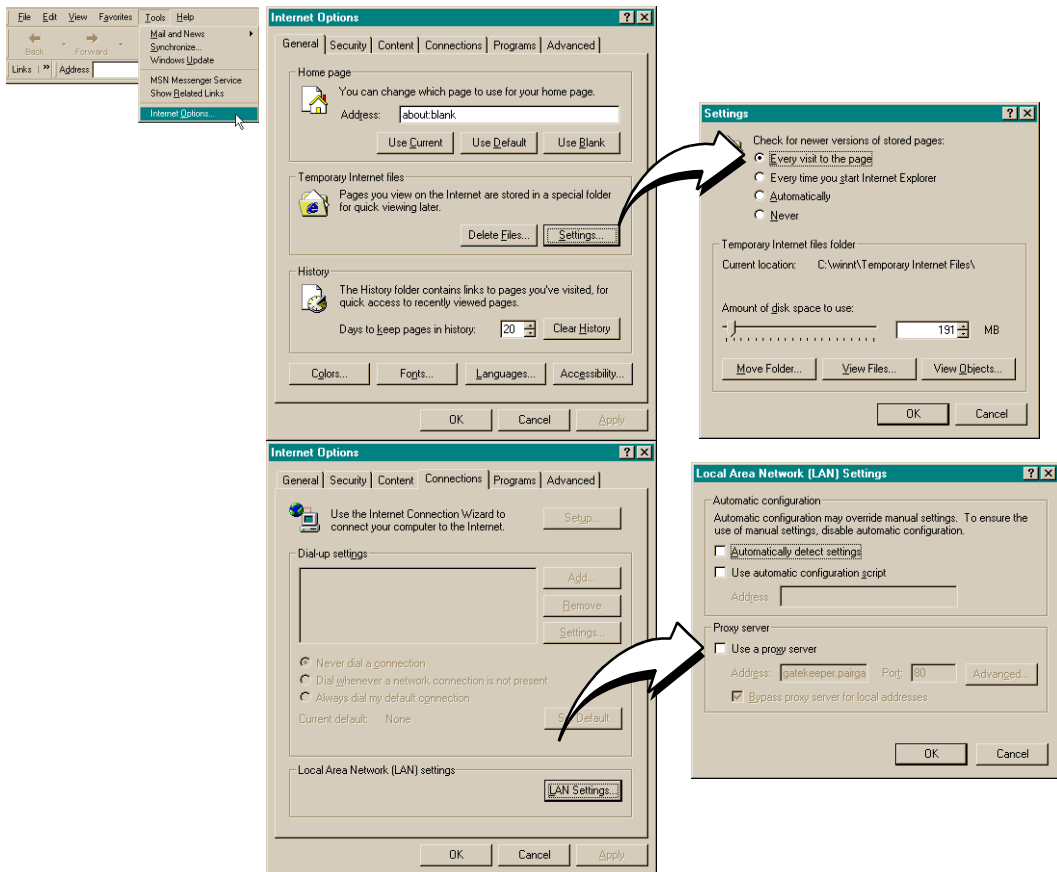 File Edit View Favorites Tools Help
Back Forward
Links » Address
Mail and News
Synchronize...
Windows Update
MSN Messenger Service
Show Related Links
Internet Options...
Internet Options
General Security Content Connections Programs Advanced
Home page
You can change which page to use for your home page.
Address: about:blank
Use Current Use Default Use Blank
Temporary Internet files
Pages you view on the Internet are stored in a special folder
for quick viewing later.
Delete Files... Settings...
History
The History folder contains links to pages you've visited, for
quick access to recently viewed pages.
Days to keep pages in history: 20 Clear History
Colors... Fonts... Languages... Accessibility...
OK Cancel Apply
Settings
Check for newer versions of stored pages:
Every visit to the page
Every time you start Internet Explorer
Automatically
Never
Temporary Internet files folder
Current location: C:\winnt\Temporary Internet Files\
Amount of disk space to use:
191 MB
Move Folder... View Files... View Objects...
OK Cancel
Internet Options
General Security Content Connections Programs Advanced
Use the Internet Connection Wizard to
connect your computer to the Internet.
Setup...
Dial-up settings
Add...
Remove
Settings...
Never dial a connection
Dial whenever a network connection is not present
Always dial my default connection
Current default: None Default
Local Area Network (LAN) settings
LAN Settings...
OK Cancel Apply
Local Area Network (LAN) Settings
Automatic configuration
Automatic configuration may override manual settings. To ensure the
use of manual settings, disable automatic configuration.
Automatically detect settings
Use automatic configuration script
Address
Proxy server
Use a proxy server
Address: gatekeeper.pairga Port: 80 Advanced...
Bypass proxy server for local addresses
OK Cancel